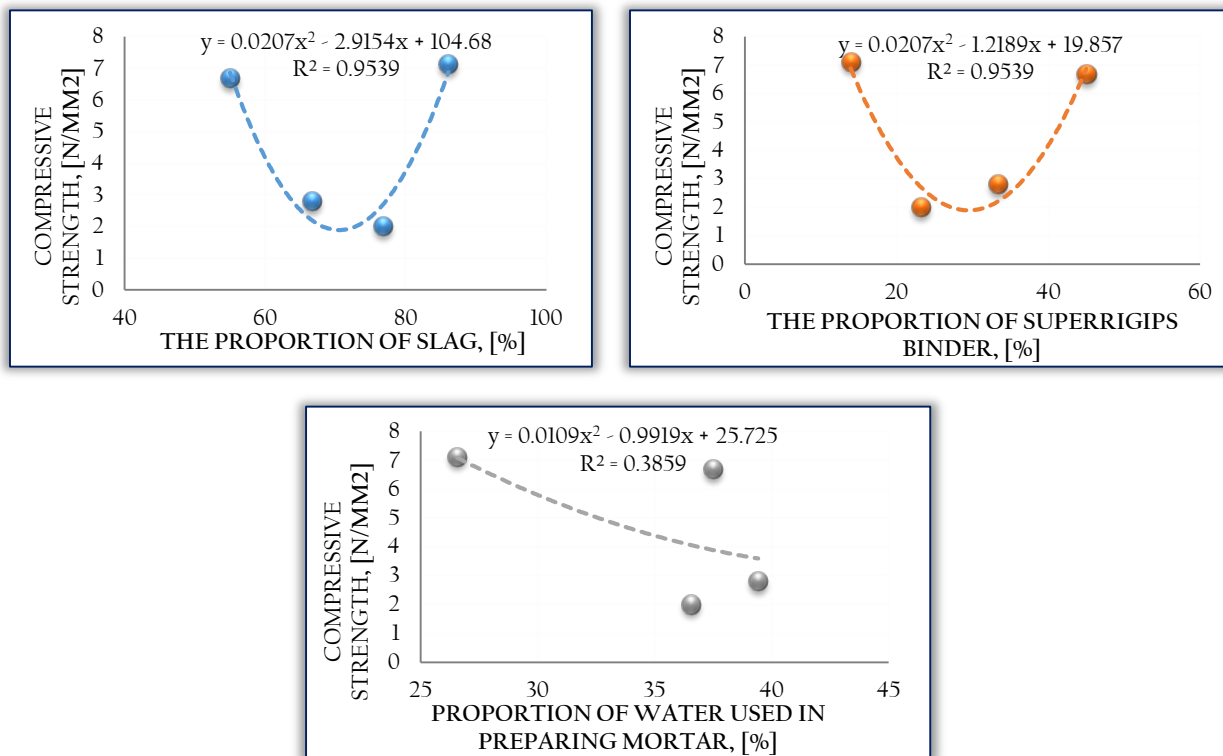 y = 0.0207x² - 2.9154x + 104.68
R² = 0.9539
COMPRESSIVE
STRENGTH, [N/MM2]
8
7
6
5
4
3
2
1
0
40 60 80 100
THE PROPORTION OF SLAG, [%]
y = 0.0207x² - 1.2189x + 19.857
R² = 0.9539
COMPRESSIVE
STRENGTH, [N/MM2]
8
7
6
5
4
3
2
1
0
0 20 40 60
THE PROPORTION OF SUPERRIGIPS
BINDER, [%]
y = 0.0109x² - 0.9919x + 25.725
R² = 0.3859
COMPRESSIVE
STRENGTH, [N/MM2]
8
7
6
5
4
3
2
1
0
25 30 35 40 45
PROPORTION OF WATER USED IN
PREPARING MORTAR, [%]